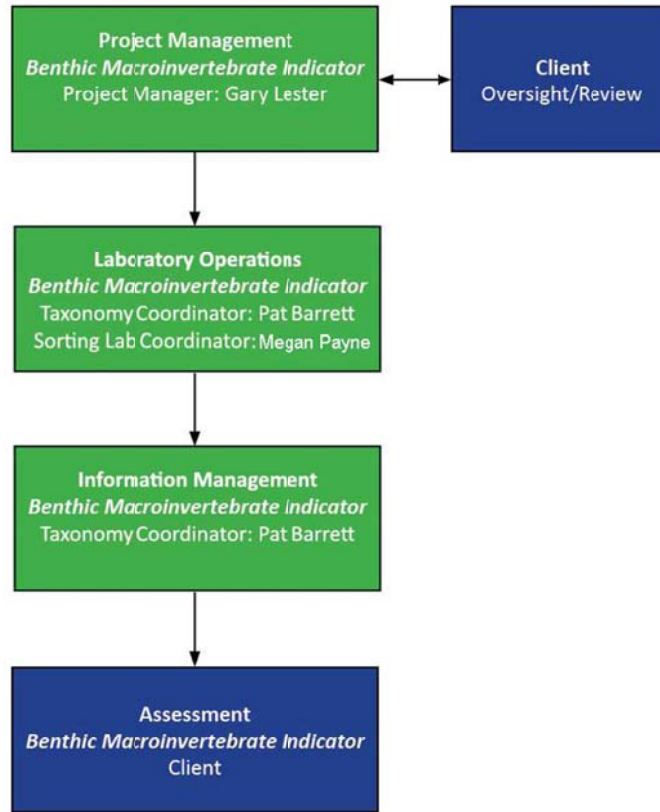 Project Management
Benthic Macroinvertebrate Indicator
Project Manager: Gary Lester
Client
Oversight/Review
Laboratory Operations
Benthic Macroinvertebrate Indicator
Taxonomy Coordinator: Pat Barrett
Sorting Lab Coordinator: Megan Payne
Information Management
Benthic Macroinvertebrate Indicator
Taxonomy Coordinator: Pat Barrett
Assessment
Benthic Macroinvertebrate Indicator
Client